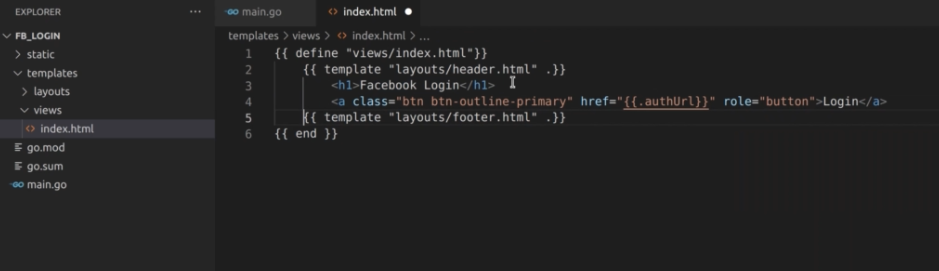 EXPLORER ...
FB_LOGIN
static
templates
layouts
views
<> index.html
go.mod
go.sum
main.go
main.go
<> index.html
templates > views > <> index.html > ...
1 {{ define "views/index.html"}}
2 {{ template "layouts/header.html" .}}
3 <h1>Facebook Login</h1>
4 <a class="btn btn-outline-primary" href="{{.authUrl}}" role="button">Login</a>
5 {{ template "layouts/footer.html" .}}
6 {{ end }}